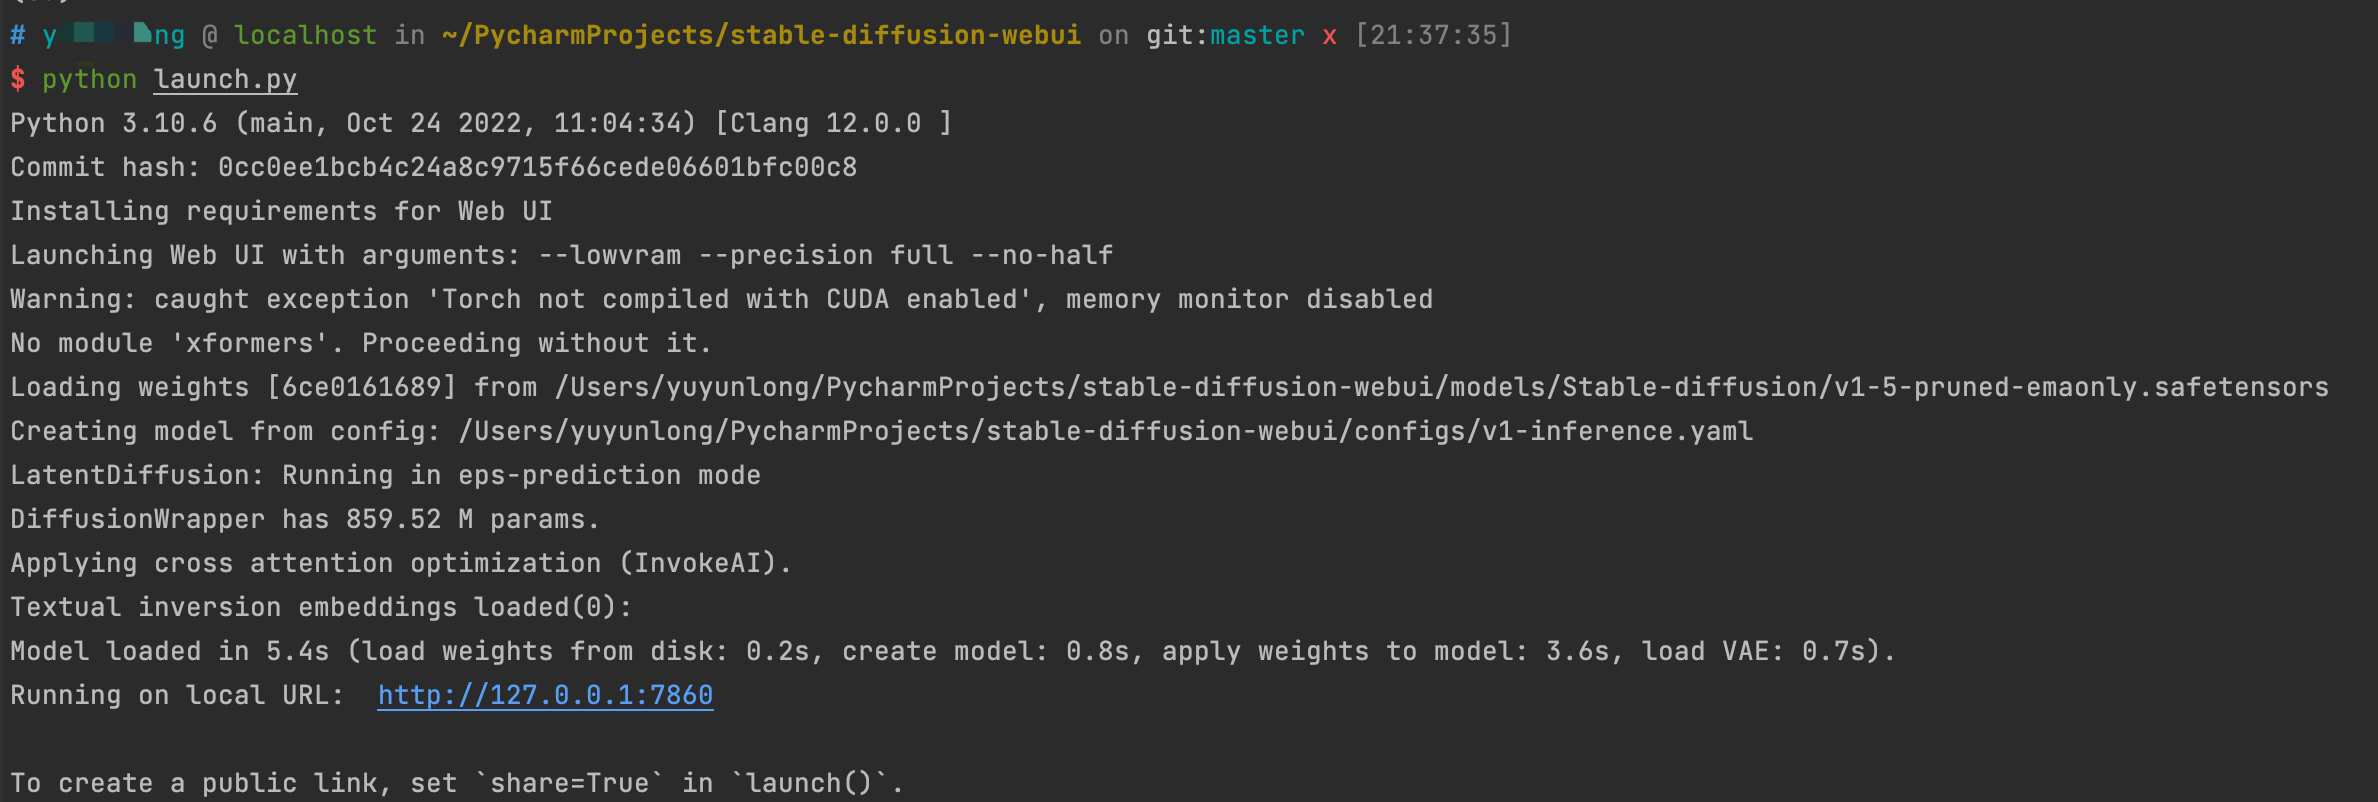 # y ng @ localhost in ~/PycharmProjects/stable-diffusion-webui on git:master x [21:37:35]
$ python launch.py
Python 3.10.6 (main, Oct 24 2022, 11:04:34) [Clang 12.0.0 ]
Commit hash: 0cc0ee1bcb4c24a8c9715f66cede06601bfc00c8
Installing requirements for Web UI
Launching Web UI with arguments: --lowvram --precision full --no-half
Warning: caught exception 'Torch not compiled with CUDA enabled', memory monitor disabled
No module 'xformers'. Proceeding without it.
Loading weights [6ce0161689] from /Users/yuyunlong/PycharmProjects/stable-diffusion-webui/models/Stable-diffusion/v1-5-pruned-emaonly.safetensors
Creating model from config: /Users/yuyunlong/PycharmProjects/stable-diffusion-webui/configs/v1-inference.yaml
LatentDiffusion: Running in eps-prediction mode
DiffusionWrapper has 859.52 M params.
Applying cross attention optimization (InvokeAI).
Textual inversion embeddings loaded(0):
Model loaded in 5.4s (load weights from disk: 0.2s, create model: 0.8s, apply weights to model: 3.6s, load VAE: 0.7s).
Running on local URL:  http://127.0.0.1:7860
To create a public link, set `share=True` in `launch()`.